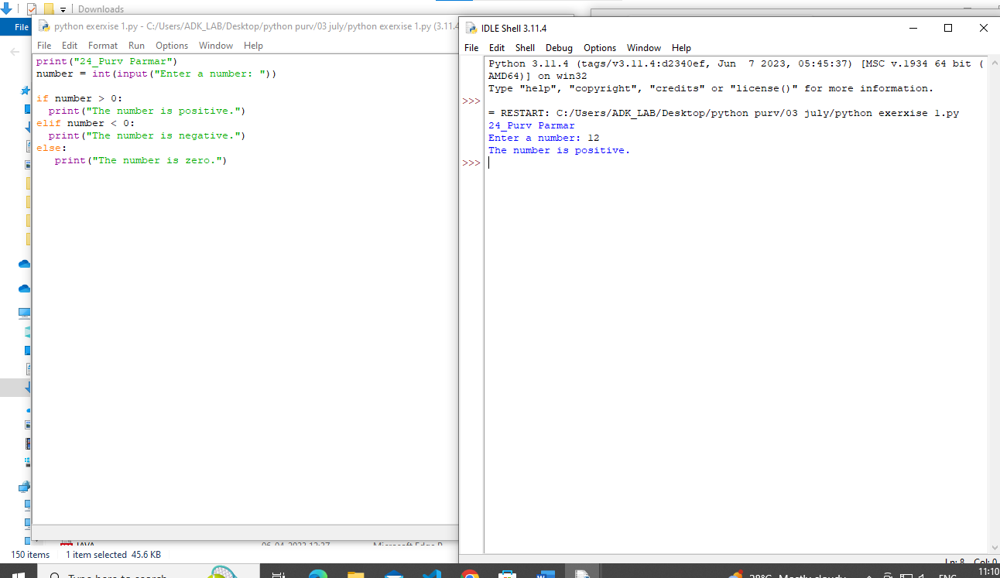 Downloads
File
python exerxise 1.py - C:/Users/ADK_LAB/Desktop/python purv/03 july/python exerxise 1.py (3.11.4
File Edit Format Run Options Window Help
print("24_Purv Parmar")
number = int(input("Enter a number: "))
if number > 0:
print("The number is positive.")
elif number < 0:
print("The number is negative.")
else:
print("The number is zero.")
IDLE Shell 3.11.4
File Edit Shell Debug Options Window Help
Python 3.11.4 (tags/v3.11.4:d2340ef, Jun 7 2023, 05:45:37) [MSC v.1934 64 bit (
AMD64)] on win32
Type "help", "copyright", "credits" or "license()" for more information.
>>>
= RESTART: C:/Users/ADK_LAB/Desktop/python purv/03 july/python exerxise 1.py
24_Purv Parmar
Enter a number: 12
The number is positive.
>>>
JAVA 06-04-2023 12:37 Microsoft Edge P
150 items 1 item selected 45.6 KB
Ln: 8 Col: 0
Type here to search
28°C Mostly cloudy ENG 11:10